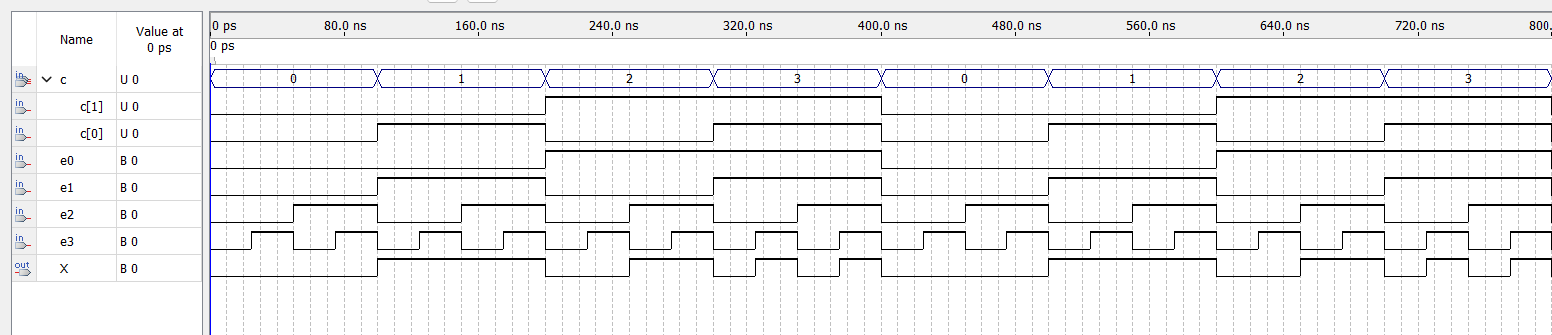 Name Value at 0 ps
0 ps 80.0 ns 160.0 ns 240.0 ns 320.0 ns 400.0 ns 480.0 ns 560.0 ns 640.0 ns 720.0 ns 800.
0 ps
in c U 0 0 1 2 3 0 1 2 3
in c[1] U 0
in c[0] U 0
in e0 B 0
in e1 B 0
in e2 B 0
in e3 B 0
out X B 0